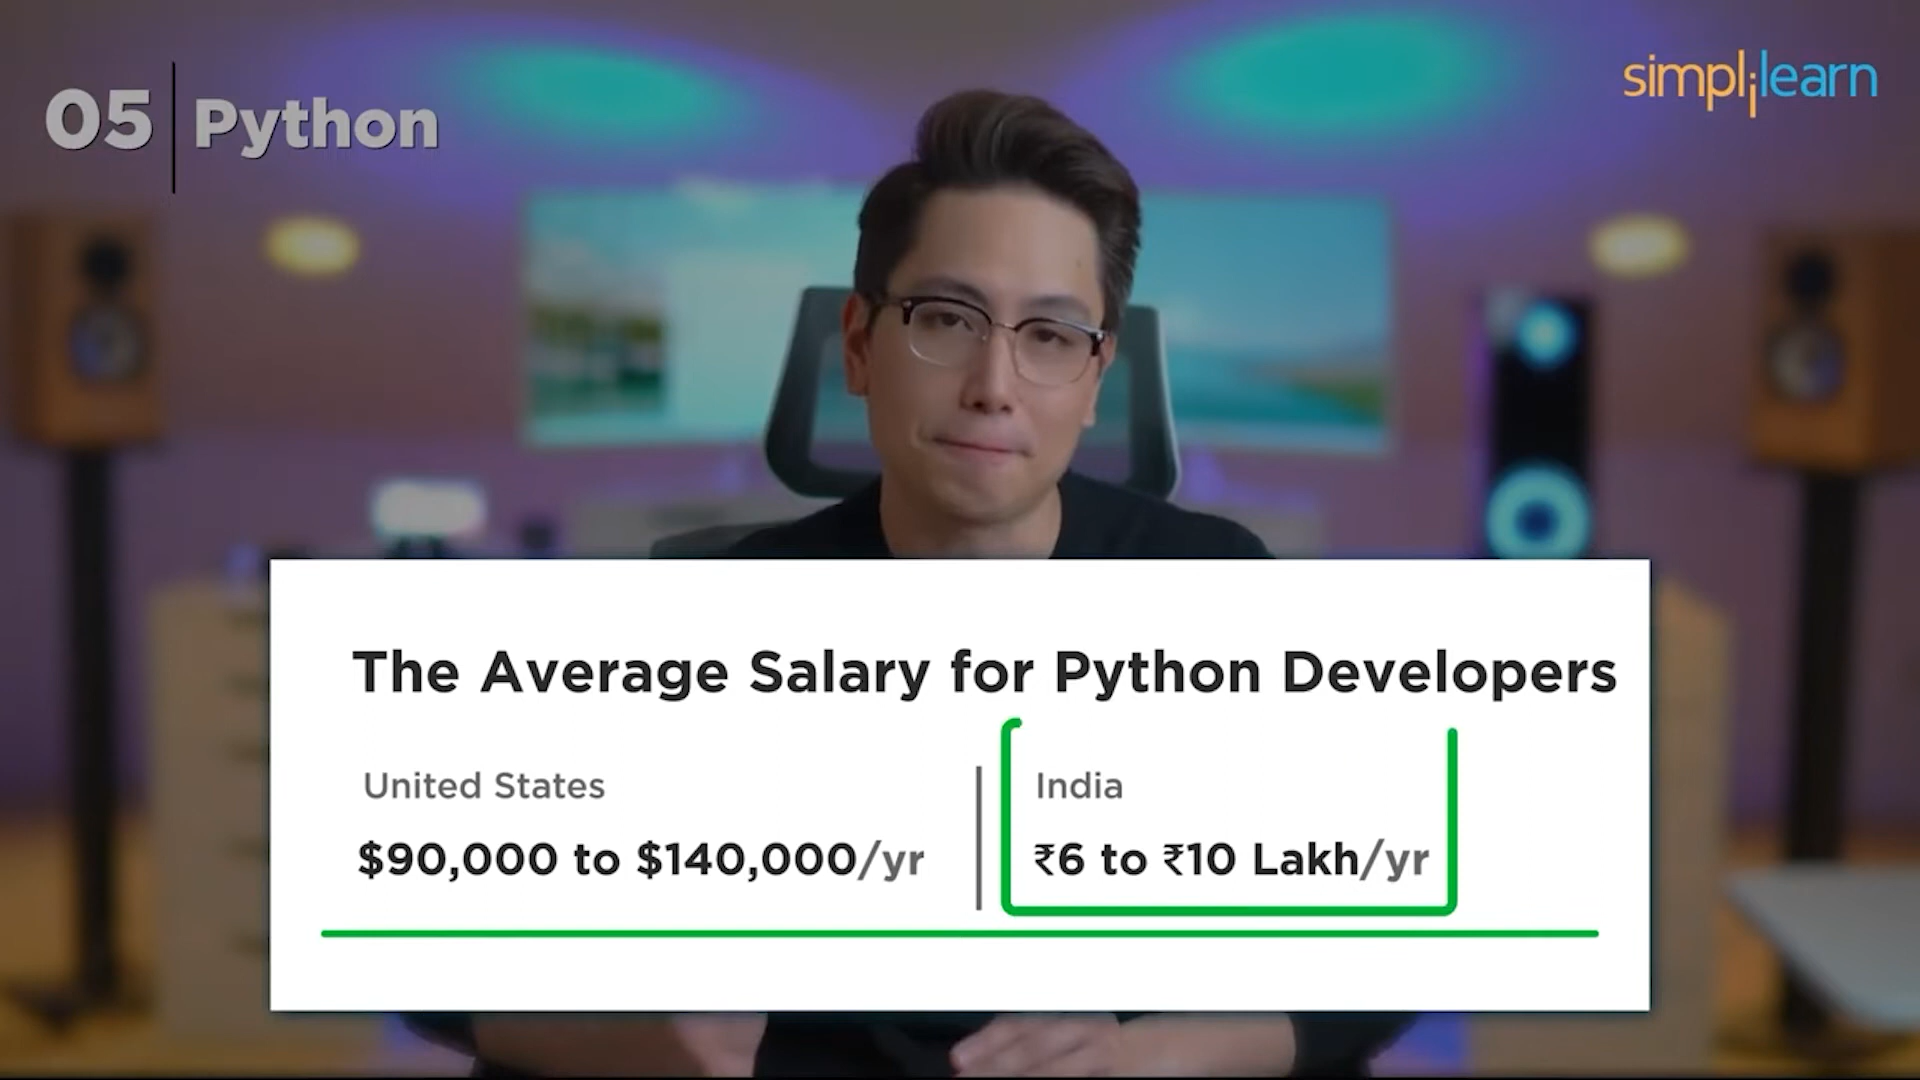 05 Python
simplilearn
The Average Salary for Python Developers
United States
$90,000 to $140,000/yr
India
₹6 to ₹10 Lakh/yr